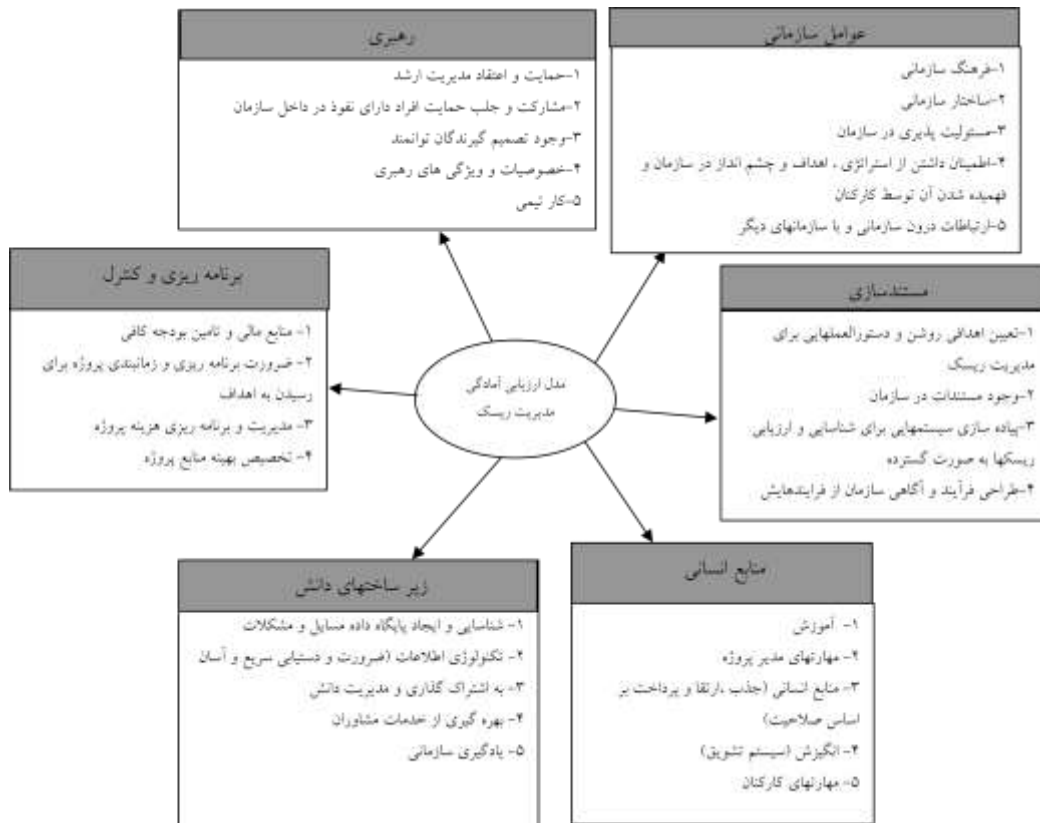 رهبری
۱-حمایت و اعتقاد مدیریت ارشد
۲-مشارکت و جلب حمایت افراد دارای نفوذ در داخل سازمان
۳-وجود تصمیم گیرندگان توانمند
۴-خصوصیات و ویژگی های رهبری
۵-کار تیمی
عوامل سازمانی
۱-فرهنگ سازمانی
۲-ساختار سازمانی
۳-مسئولیت پذیری در سازمان
۴-اطمینان داشتن از استراتژی ، اهداف و چشم انداز در سازمان و
فهمیده شدن آن توسط کارکنان
۵-ارتباطات درون سازمانی و با سازمانهای دیگر
برنامه ریزی و کنترل
۱- منابع مالی و تامین بودجه کافی
۲- ضرورت برنامه ریزی و زمانبندی پروژه برای
رسیدن به اهداف
۳- مدیریت و برنامه ریزی هزینه پروژه
۴- تخصیص بهینه منابع پروژه
مدل ارزیابی آمادگی
مدیریت ریسک
مستندسازی
۱-تعیین اهدافی روشن و دستورالعملهایی برای
مدیریت ریسک
۲-وجود مستندات در سازمان
۳-پیاده سازی سیستمهایی برای شناسایی و ارزیابی
ریسکها به صورت گسترده
۴-طراحی فرآیند و آگاهی سازمان از فرایندهایش
زیر ساختهای دانش
۱- شناسایی و ایجاد پایگاه داده مسایل و مشکلات
۲- تکنولوژی اطلاعات (ضرورت و دستیابی سریع و آسان
۳- به اشتراک گذاری و مدیریت دانش
۴- بهره گیری از خدمات مشاوران
۵- یادگیری سازمانی
منابع انسانی
۱- آموزش
۲- مهارتهای مدیر پروژه
۳- منابع انسانی (جذب ،ارتقا و پرداخت بر
اساس صلاحیت)
۴- انگیزش (سیستم تشویق)
۵- مهارتهای کارکنان